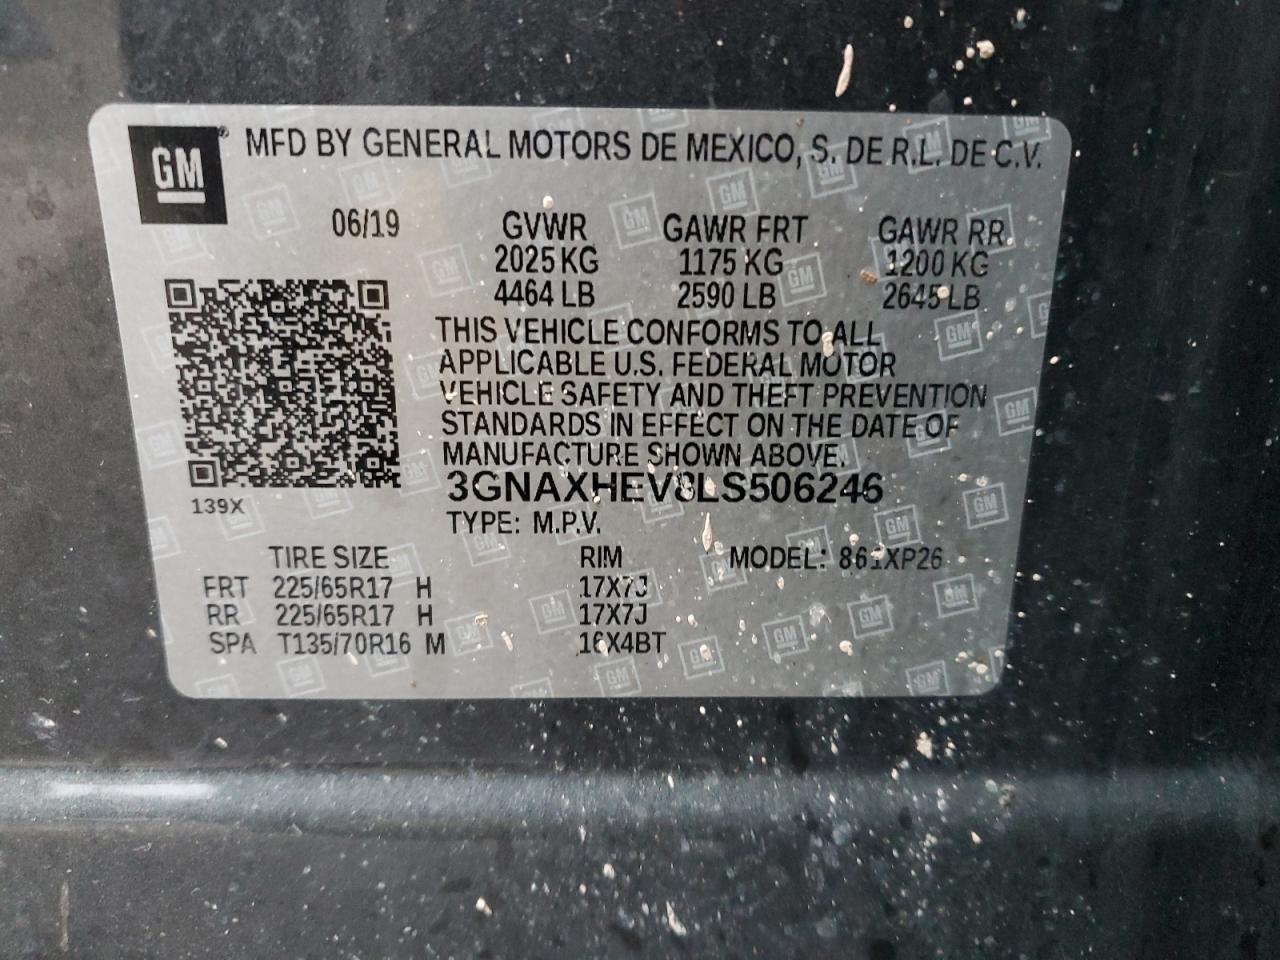 GM® MFD BY GENERAL MOTORS DE MEXICO, S. DE R.L. DE C.V.
06/19 GVWR GAWR FRT GAWR RR
2025 KG 1175 KG 1200 KG
4464 LB 2590 LB 2645 LB
THIS VEHICLE CONFORMS TO ALL
APPLICABLE U.S. FEDERAL MOTOR
VEHICLE SAFETY AND THEFT PREVENTION
STANDARDS IN EFFECT ON THE DATE OF
MANUFACTURE SHOWN ABOVE.
3GNAXHEV8LS506246
139X
TYPE: M.P.V.
TIRE SIZE RIM MODEL: 861XP26
FRT 225/65R17 H 17X7J
RR 225/65R17 H 17X7J
SPA T135/70R16 M 16X4BT